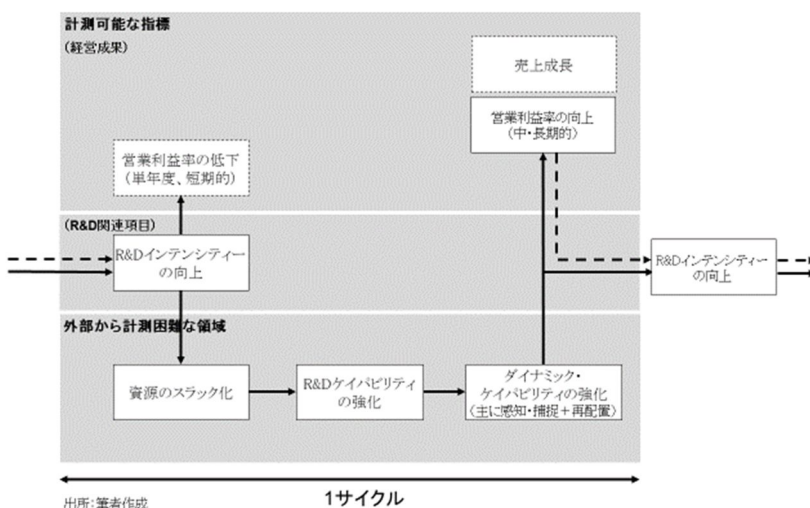 計測可能な指標
(経営成果)
売上成長
営業利益率の向上
(中・長期的)
営業利益率の低下
(単年度、短期的)
(R&D関連項目)
R&Dインテンシティー
の向上
R&Dインテンシティー
の向上
外部から計測困難な領域
資源のスラック化
R&Dケイパビリティ
の強化
ダイナミック・
ケイパビリティの強化
(主に感知・捕捉+再配置)
1サイクル
出所:筆者作成